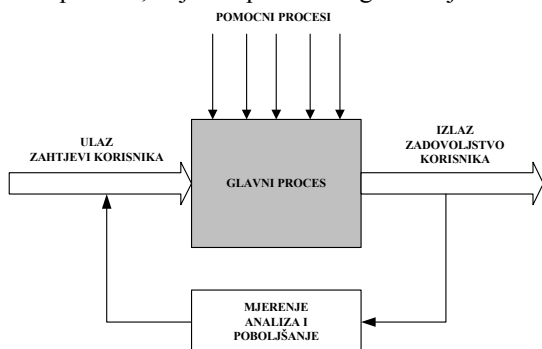 POMOCNI PROCESI
ULAZ
ZAHTJEVI KORISNIKA
IZLAZ
ZADOVOLJSTVO
KORISNIKA
GLAVNI PROCES
MJERENJE
ANALIZA I
POBOLJŠANJE